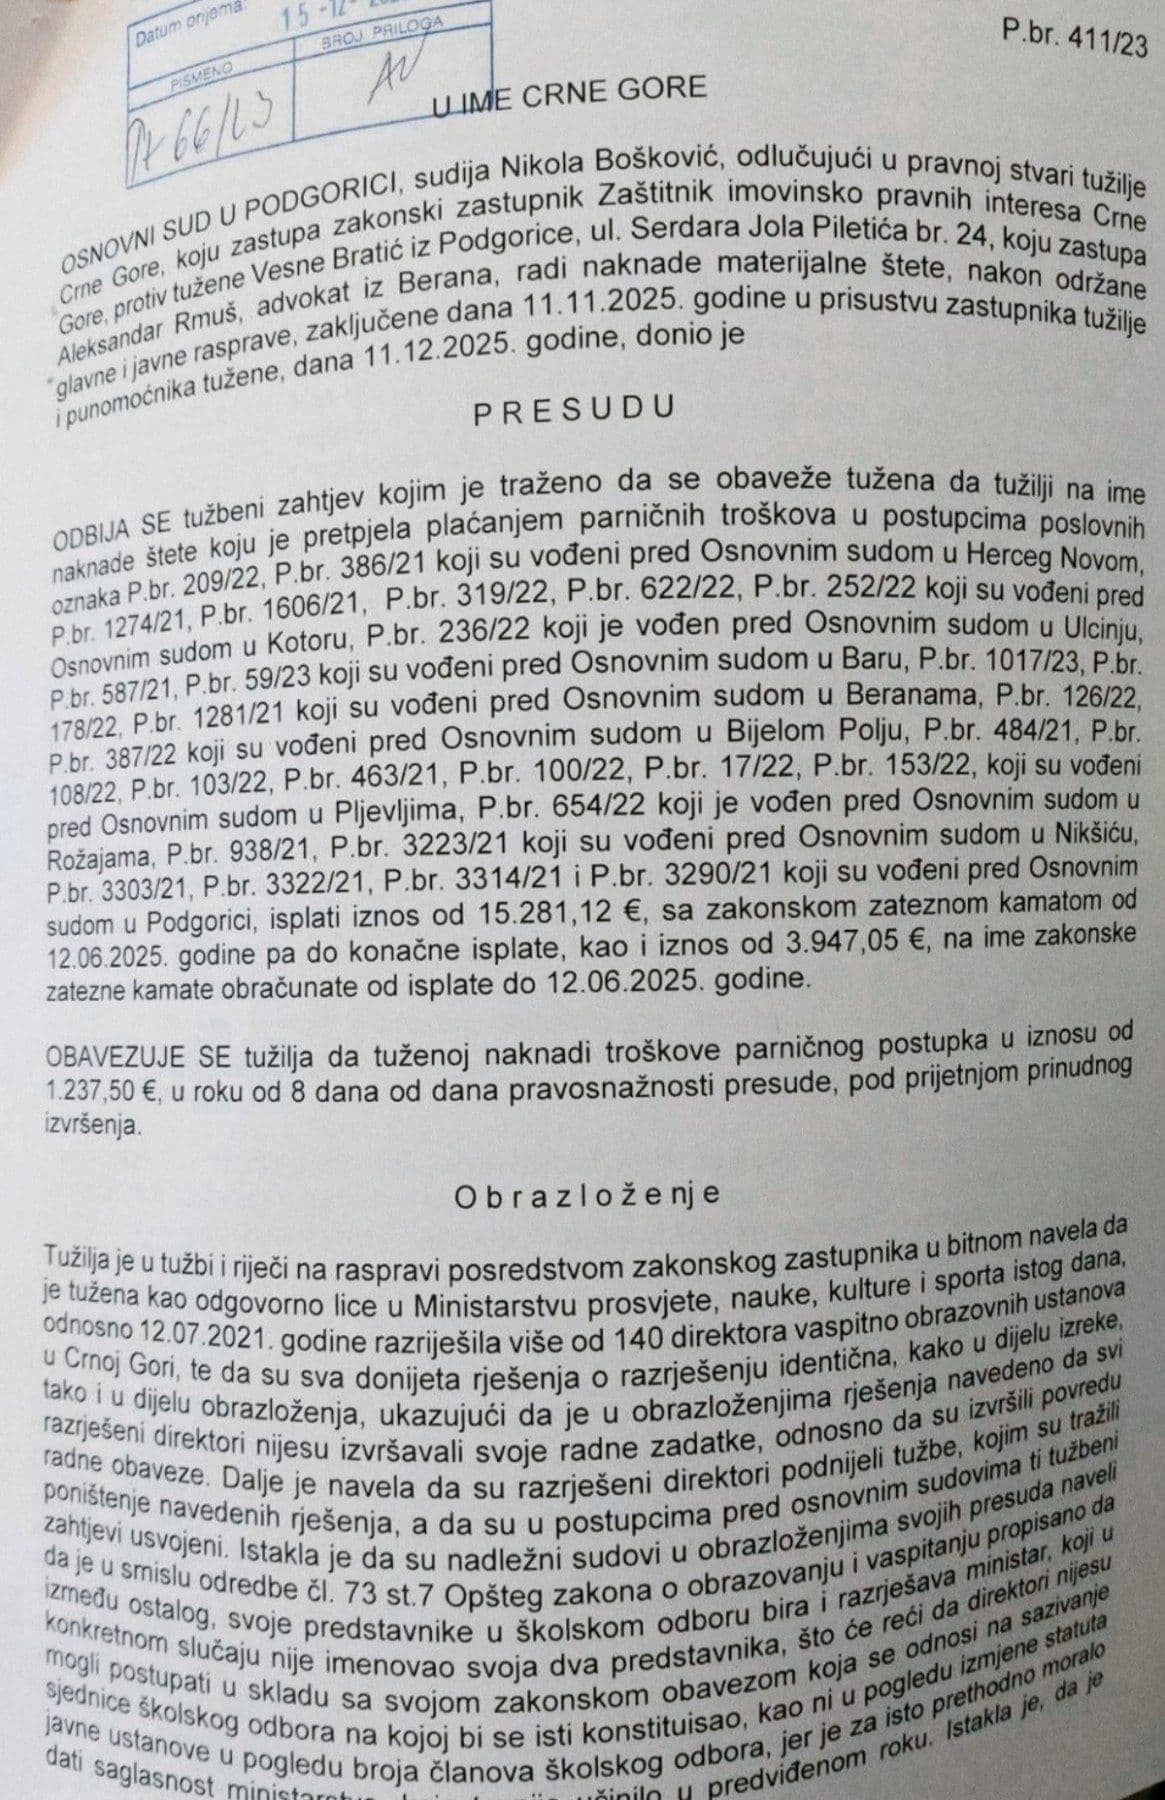 Datum prijema:
15 -12-
P.br. 411/23
PISMENO
BROJ PRILOGA
66/23
U IME CRNE GORE
OSNOVNI SUD U PODGORICI, sudija Nikola Bošković, odlučujući u pravnoj stvari tužilje
Crne Gore, koju zastupa zakonski zastupnik Zaštitnik imovinsko pravnih interesa Crne
Gore, protiv tužene Vesne Bratić iz Podgorice, ul. Serdara Jola Piletića br. 24, koju zastupa
Aleksandar Rmuš, advokat iz Berana, radi naknade materijalne štete, nakon održane
glavne i javne rasprave, zaključene dana 11.11.2025. godine u prisustvu zastupnika tužilje
i punomoćnika tužene, dana 11.12.2025. godine, donio je
P R E S U D U
ODBIJA SE tužbeni zahtjev kojim je traženo da se obaveže tužena da tužilji na ime
naknade štete koju je pretpjela plaćanjem parničnih troškova u postupcima poslovnih
oznaka P.br. 209/22, P.br. 386/21 koji su vođeni pred Osnovnim sudom u Herceg Novom,
P.br. 1274/21, P.br. 1606/21, P.br. 319/22, P.br. 622/22, P.br. 252/22 koji su vođeni pred
Osnovnim sudom u Kotoru, P.br. 236/22 koji je vođen pred Osnovnim sudom u Ulcinju,
P.br. 587/21, P.br. 59/23 koji su vođeni pred Osnovnim sudom u Baru, P.br. 1017/23, P.br.
178/22, P.br. 1281/21 koji su vođeni pred Osnovnim sudom u Beranama, P.br. 126/22,
P.br. 387/22 koji su vođeni pred Osnovnim sudom u Bijelom Polju, P.br. 484/21, P.br.
108/22, P.br. 103/22, P.br. 463/21, P.br. 100/22, P.br. 17/22, P.br. 153/22, koji su vođeni
pred Osnovnim sudom u Pljevljima, P.br. 654/22 koji je vođen pred Osnovnim sudom u
Rožajama, P.br. 938/21, P.br. 3223/21 koji su vođeni pred Osnovnim sudom u Nikšiću,
P.br. 3303/21, P.br. 3322/21, P.br. 3314/21 i P.br. 3290/21 koji su vođeni pred Osnovnim
sudom u Podgorici, isplati iznos od 15.281,12 €, sa zakonskom zateznom kamatom od
12.06.2025. godine pa do konačne isplate, kao i iznos od 3.947,05 €, na ime zakonske
zatezne kamate obračunate od isplate do 12.06.2025. godine.
OBAVEZUJE SE tužilja da tuženoj naknadi troškove parničnog postupka u iznosu od
1.237,50 €, u roku od 8 dana od dana pravosnažnosti presude, pod prijetnjom prinudnog
izvršenja.
O b r a z l o ž e nj e
Tužilja je u tužbi i riječi na raspravi posredstvom zakonskog zastupnika u bitnom navela da
je tužena kao odgovorno lice u Ministarstvu prosvjete, nauke, kulture i sporta istog dana,
odnosno 12.07.2021. godine razriješila više od 140 direktora vaspitno obrazovnih ustanova
u Crnoj Gori, te da su sva donijeta rješenja o razrješenju identična, kako u dijelu izreke,
tako i u dijelu obrazloženja, ukazujući da je u obrazloženjima rješenja navedeno da svi
razrješeni direktori nijesu izvršavali svoje radne zadatke, odnosno da su izvršili povredu
radne obaveze. Dalje je navela da su razrješeni direktori podnijeli tužbe, kojim su tražili
poništenje navedenih rješenja, a da su u postupcima pred osnovnim sudovima ti tužbeni
zahtjevi usvojeni. Istakla je da su nadležni sudovi u obrazloženjima svojih presuda naveli
da je u smislu odredbe čl. 73 st.7 Opšteg zakona o obrazovanju i vaspitanju propisano da
između ostalog, svoje predstavnike u školskom odboru bira i razrješava ministar, koji u
konkretnom slučaju nije imenovao svoja dva predstavnika, što će reći da direktori nijesu
mogli postupati u skladu sa svojom zakonskom obavezom koja se odnosi na sazivanje
sjednice školskog odbora na kojoj bi se isti konstituisao, kao ni u pogledu izmjene statuta
javne ustanove u pogledu broja članova školskog odbora, jer je za isto prethodno moralo
dati saglasnost u predviđenom roku. Istakla je, da je